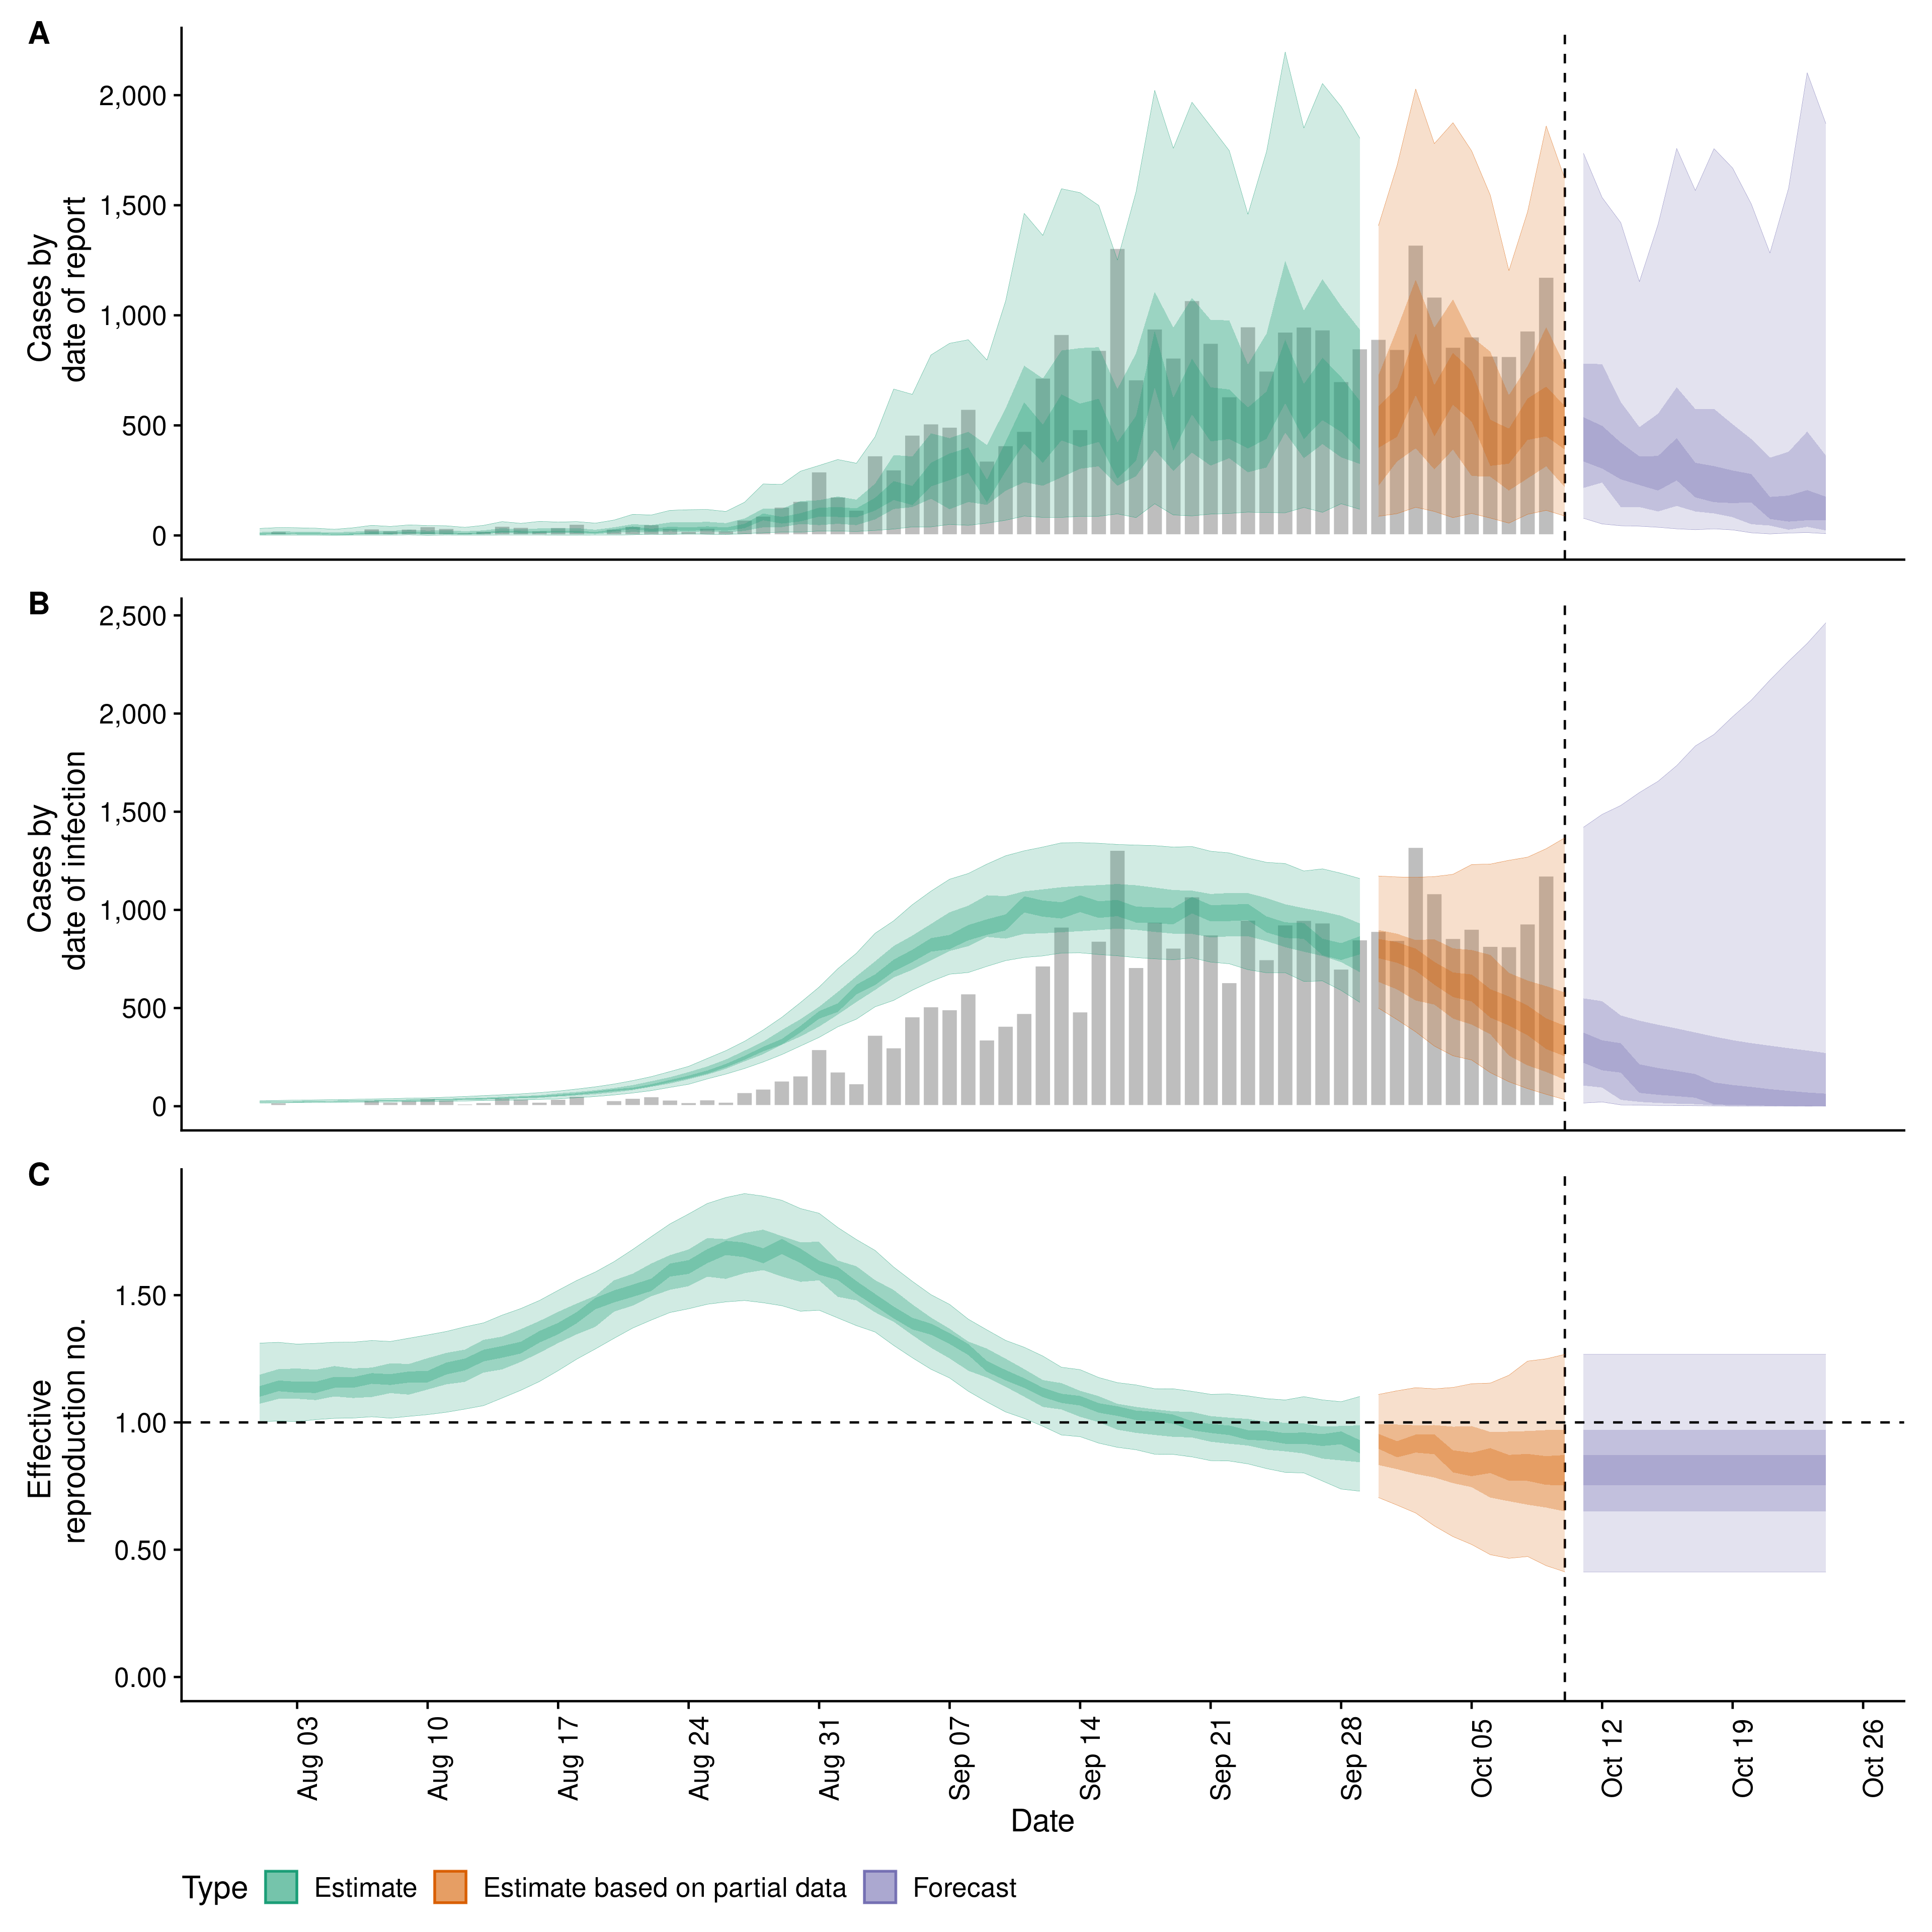 A
2,000
1,500
1,000
500
0
Cases by
date of report
B
2,500
2,000
1,500
1,000
500
0
Cases by
date of infection
C
1.50
1.00
0.50
0.00
Effective
reproduction no.
Aug 03
Aug 10
Aug 17
Aug 24
Aug 31
Sep 07
Sep 14
Sep 21
Sep 28
Oct 05
Oct 12
Oct 19
Oct 26
Date
Type Estimate Estimate based on partial data Forecast